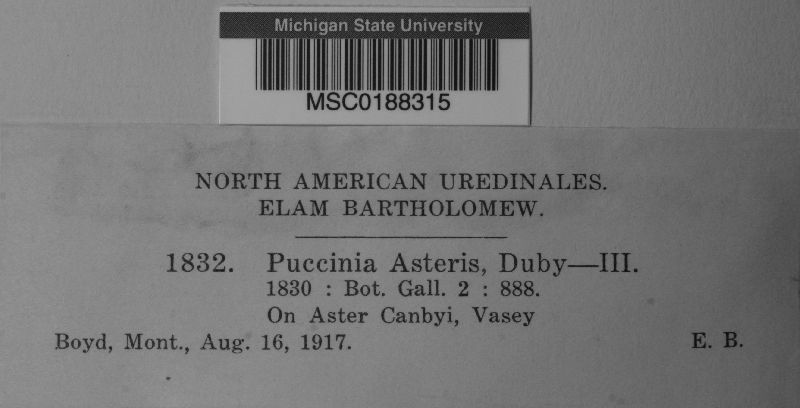 Michigan State University
MSC0188315
NORTH AMERICAN UREDINALES.
ELAM BARTHOLOMEW.
1832. Puccinia Asteris, Duby—III.
1830 : Bot. Gall. 2 : 888.
On Aster Canbyi, Vasey
Boyd, Mont., Aug. 16, 1917. E. B.